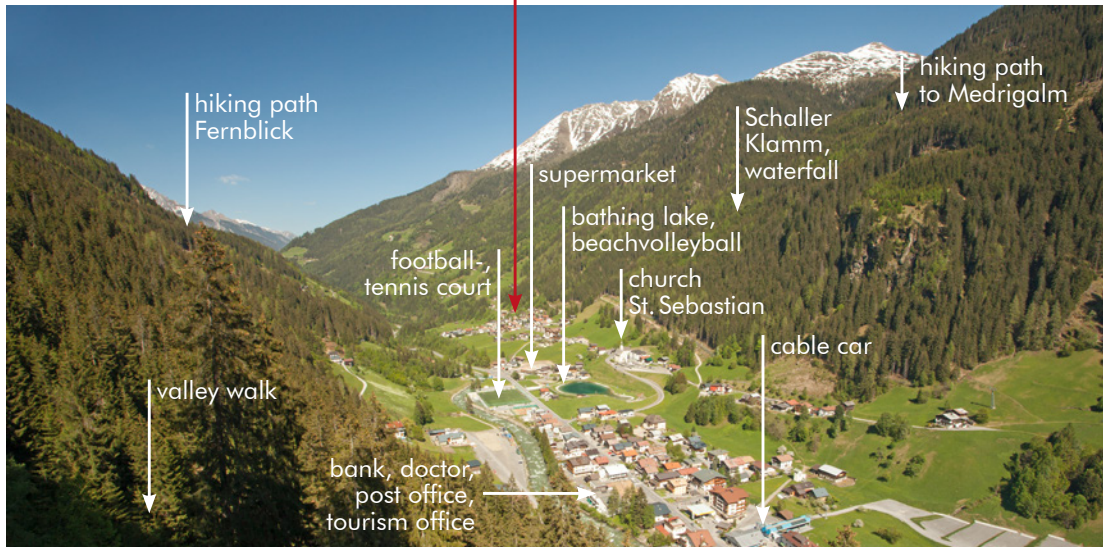 hiking path
Fernblick
hiking path
to Medrigalm
Schaller
Klamm,
waterfall
supermarket
bathing lake,
beachvolleyball
football-,
tennis court
church
St. Sebastian
cable car
valley walk
bank, doctor,
post office,
tourism office